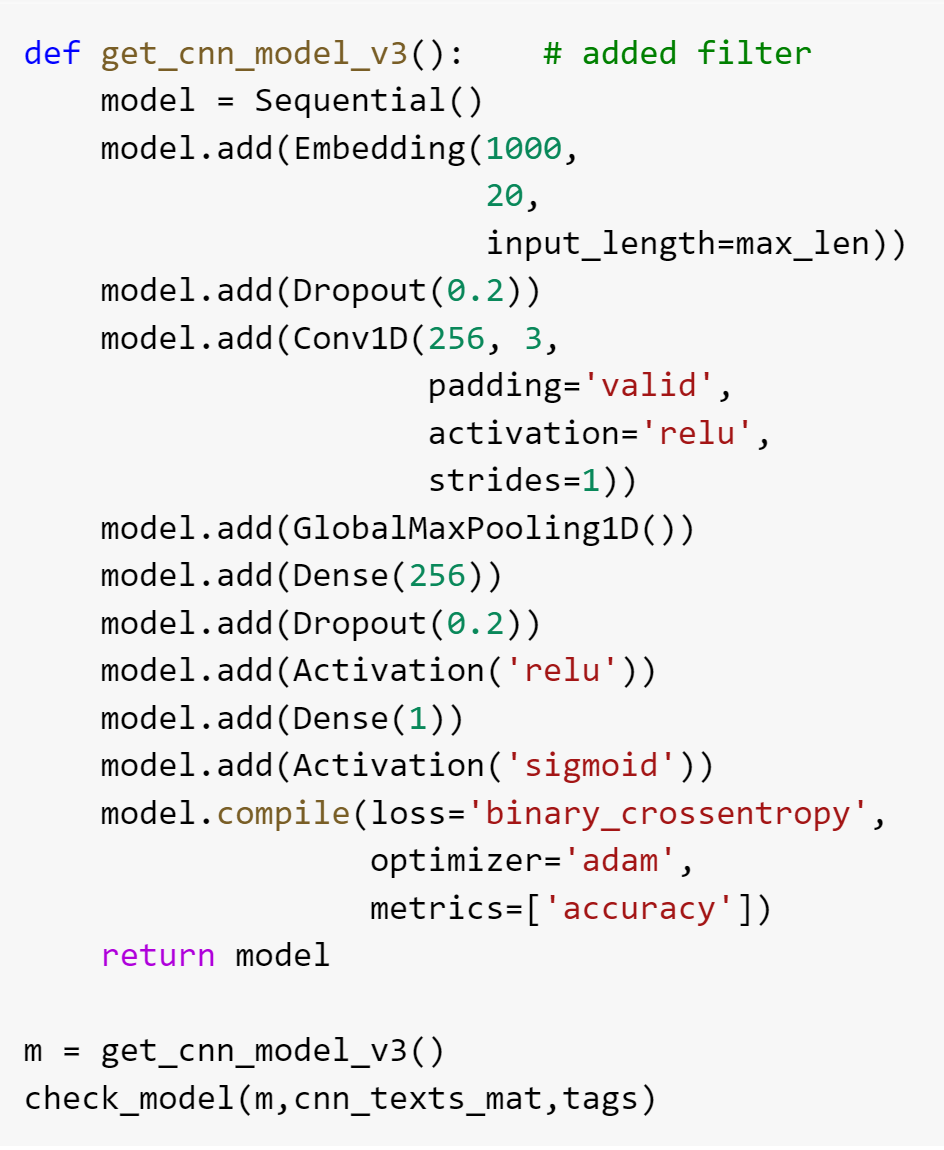 def get_cnn_model_v3():    # added filter
    model = Sequential()
    model.add(Embedding(1000,
                        20,
                        input_length=max_len))
    model.add(Dropout(0.2))
    model.add(Conv1D(256, 3,
                     padding='valid',
                     activation='relu',
                     strides=1))
    model.add(GlobalMaxPooling1D())
    model.add(Dense(256))
    model.add(Dropout(0.2))
    model.add(Activation('relu'))
    model.add(Dense(1))
    model.add(Activation('sigmoid'))
    model.compile(loss='binary_crossentropy',
                  optimizer='adam',
                  metrics=['accuracy'])
    return model

m = get_cnn_model_v3()
check_model(m,cnn_texts_mat,tags)